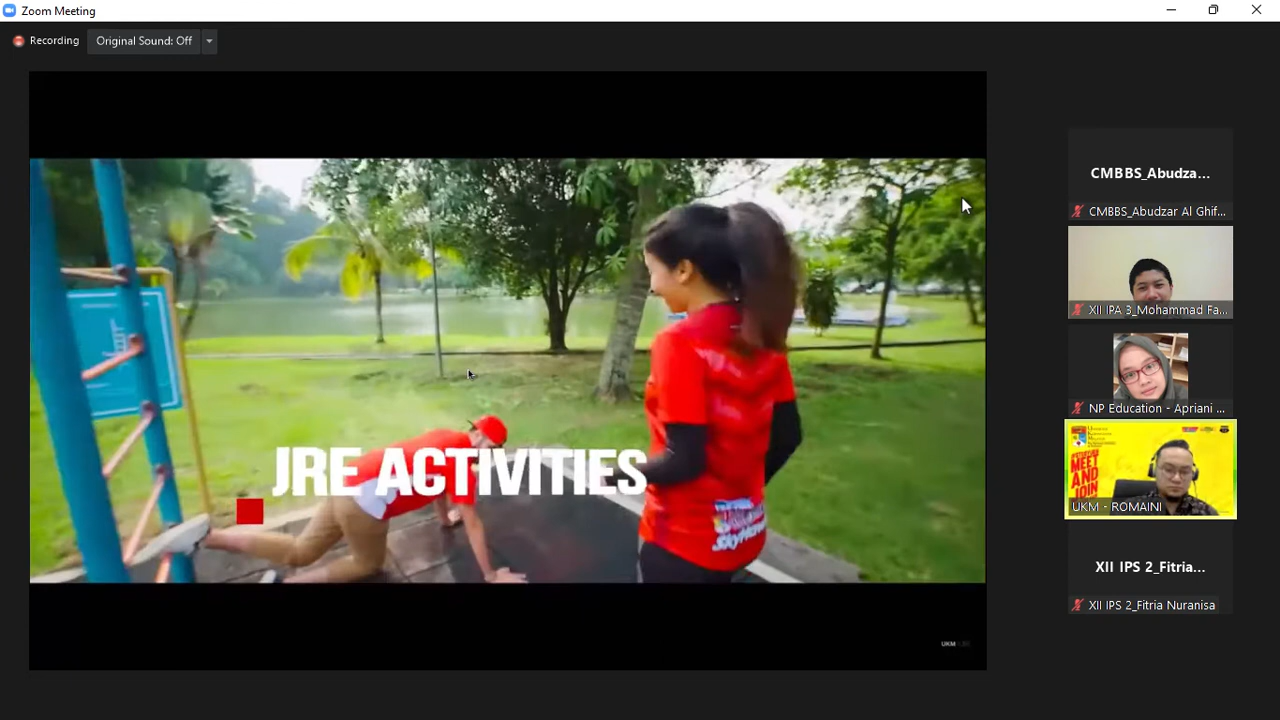 Zoom Meeting
Recording
Original Sound: Off
JRE ACTIVITIES
UKM
CMBBS_Abudza...
CMBBS_Abudzar Al Ghif...
XII IPA 3_Mohammad Fa...
NP Education - Apriani ...
MEET
AND
JOIN
UKM - ROMAINI
XII IPS 2_Fitria...
XII IPS 2_Fitria Nuranisa